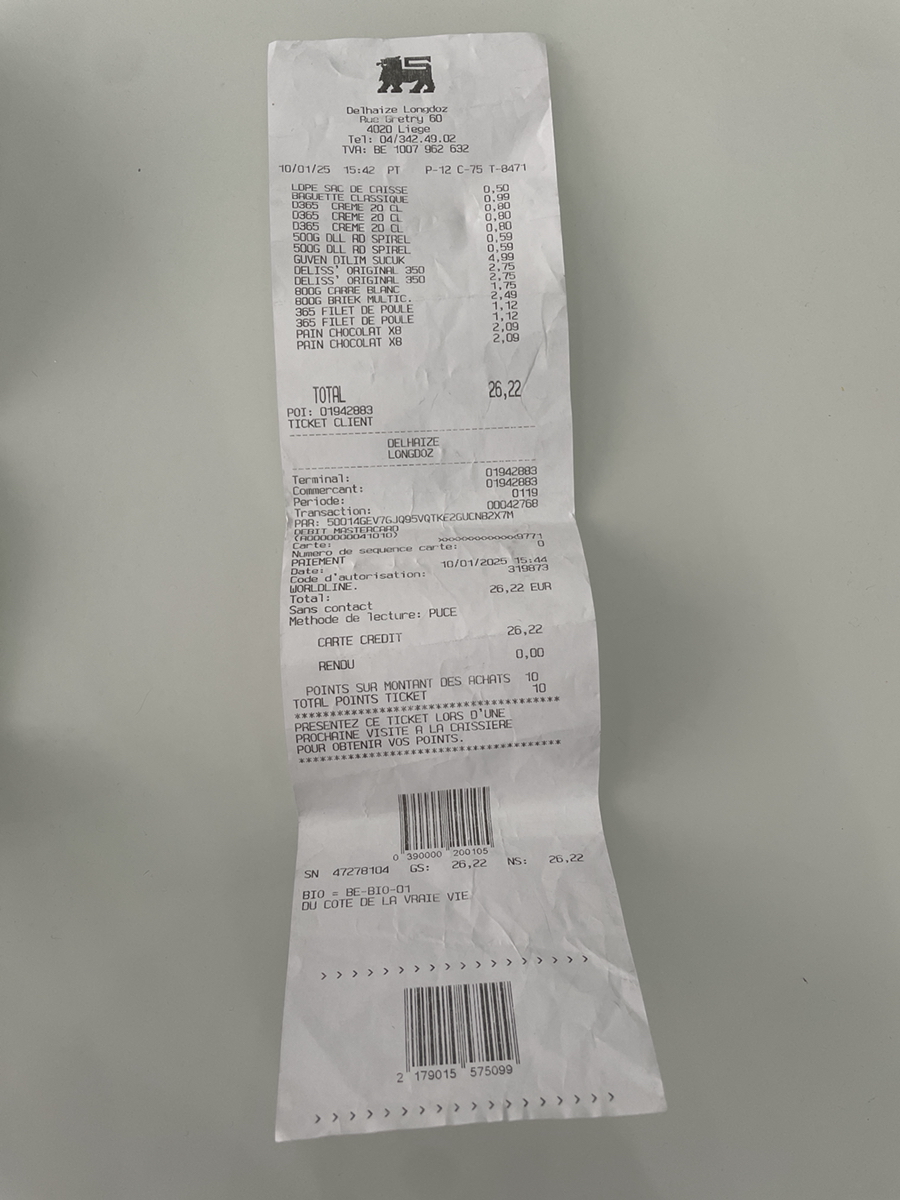 Delhaize Longdoz
Rue Gretry 60
4020 Liege
Tel: 04/342.49.02
TVA: BE 1007 962 632
10/01/25 15:42 PT P-12 C-75 T-8471
LDPE SAC DE CAISSE 0,50
BAGUETTE CLASSIQUE 0,99
D365 CREME 20 CL 0,80
D365 CREME 20 CL 0,80
D365 CREME 20 CL 0,80
500G DLL RD SPIREL 0,59
500G DLL RD SPIREL 0,59
GUVEN DILIM SUCUK 4,99
DELISS' ORIGINAL 350 2,75
DELISS' ORIGINAL 350 2,75
800G CARRE BLANC 1,75
800G BRIEK MULTIC. 2,49
365 FILET DE POULE 1,12
365 FILET DE POULE 1,12
PAIN CHOCOLAT X8 2,09
PAIN CHOCOLAT X8 2,09
TOTAL 26,22
POI: 01942883
TICKET CLIENT
DELHAIZE
LONGDOZ
Terminal: 01942883
Commercant: 01942883
Periode: 0119
Transaction: 00042768
PAR: 50014GEV7GJQ95VQTKE2GUCNB2X7M
DEBIT MASTERCARD
(A0000000041010)
Carte: xxxxxxxxxxxx9771
Numero de sequence carte: 0
PAIEMENT
Date: 10/01/2025 15:44
Code d'autorisation: 319873
WORLDLINE.
Total: 26,22 EUR
Sans contact
Methode de lecture: PUCE
CARTE CREDIT 26,22
RENDU 0,00
POINTS SUR MONTANT DES ACHATS 10
TOTAL POINTS TICKET 10
************************************
PRESENTEZ CE TICKET LORS D'UNE
PROCHAINE VISITE A LA CAISSIERE
POUR OBTENIR VOS POINTS.
************************************
0 390000 200105
SN 47278104 GS: 26,22 NS: 26,22
BIO = BE-BIO-01
DU COTE DE LA VRAIE VIE
> > > > > > > > > > > > > > > > > >
2 179015 575099
> > > > > > > > > > > > > > > > > >